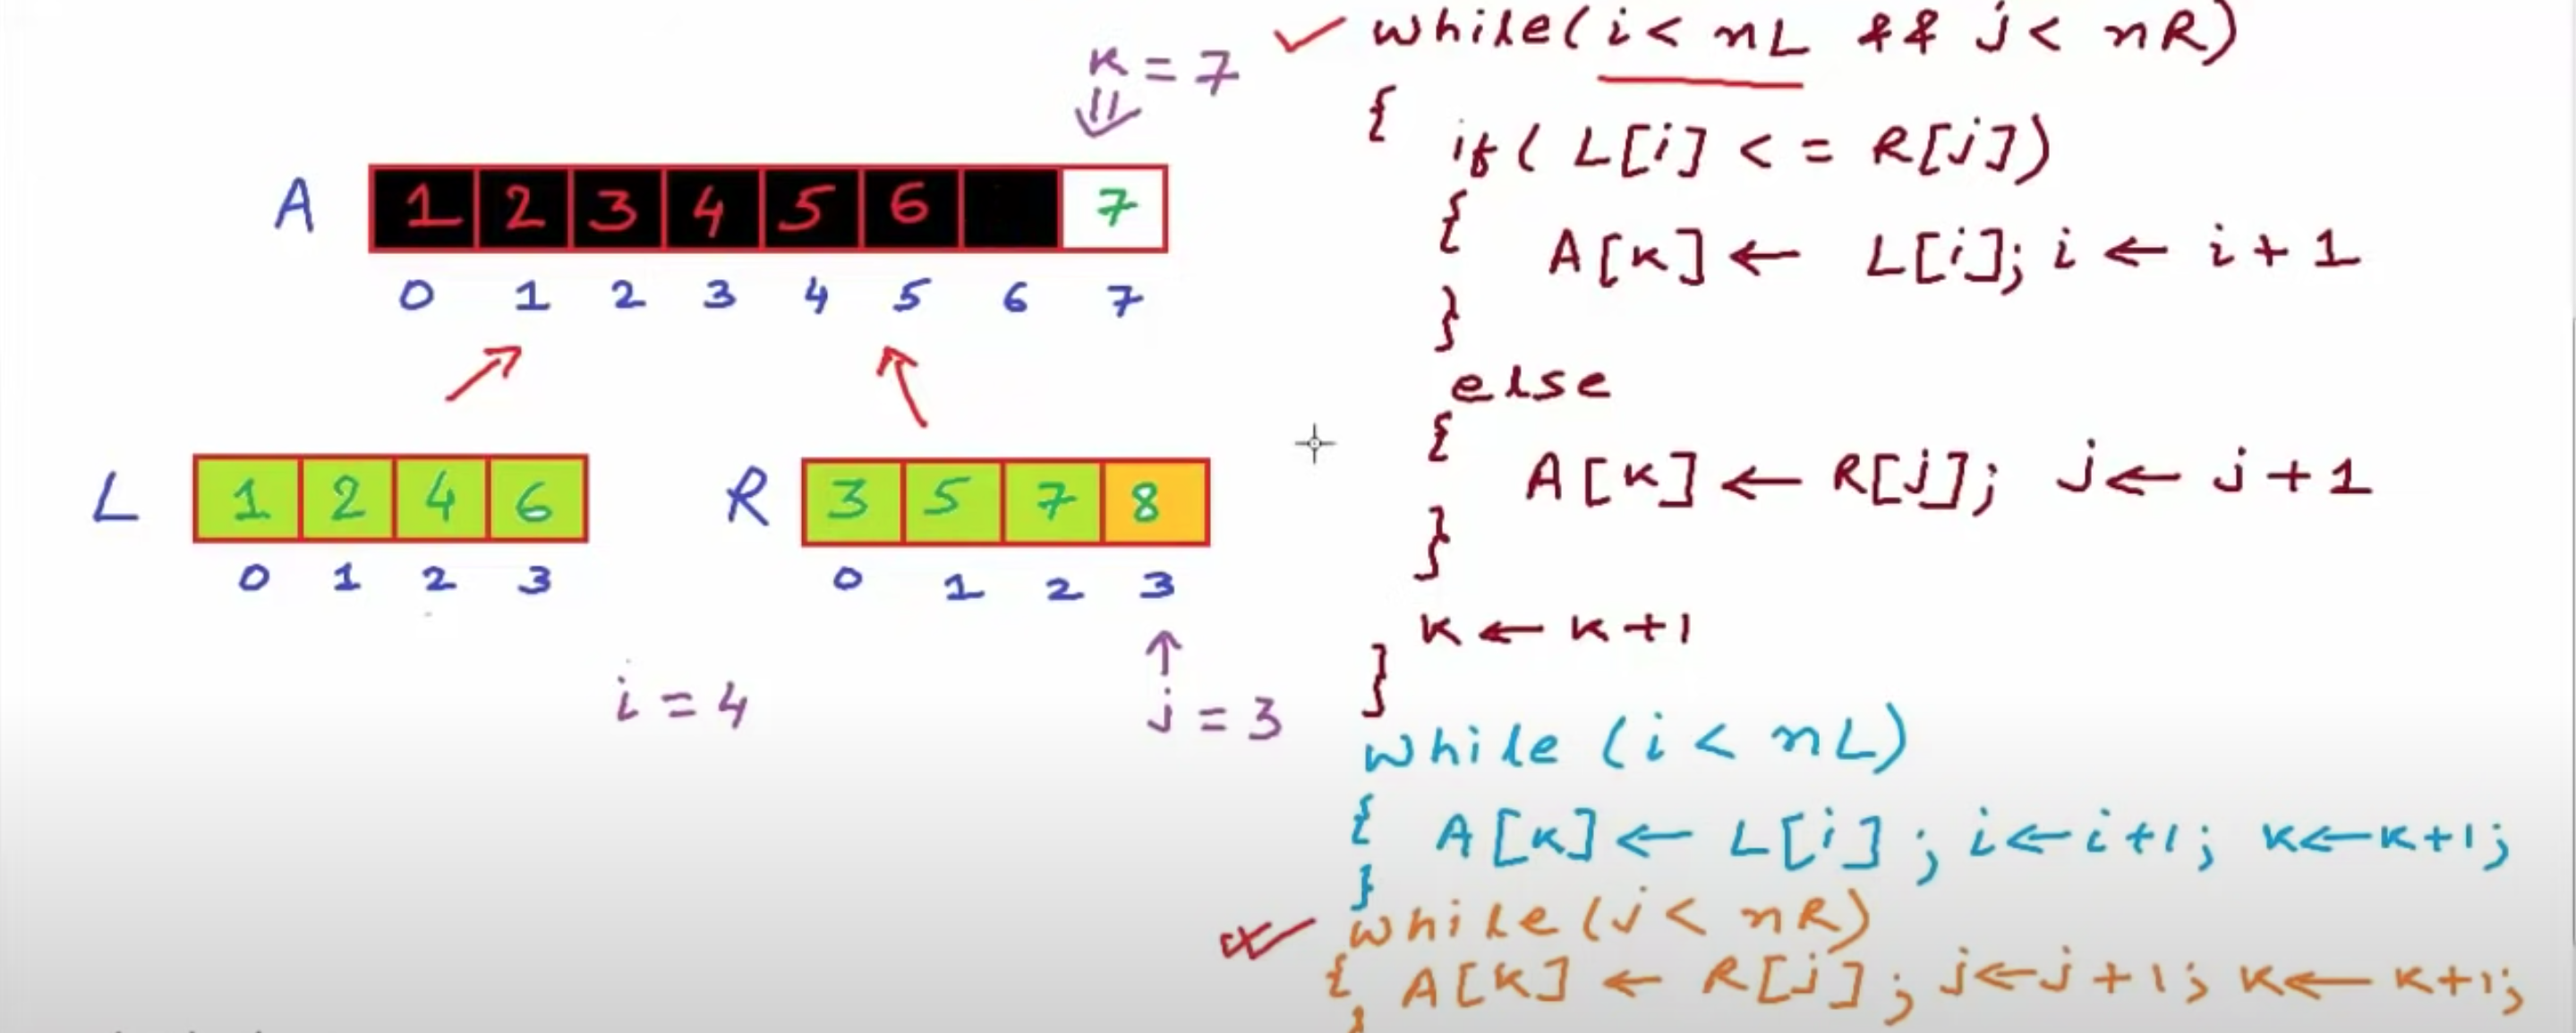 K = 7
A 1 2 3 4 5 6 7
0 1 2 3 4 5 6 7
L 1 2 4 6
0 1 2 3
R 3 5 7 8
0 1 2 3
i = 4
j = 3
while(i< nL && j< nR)
{
if( L[i] <= R[j])
{
A[K] ← L[i]; i ← i+1
}
else
{
A[K] ← R[j]; j← j+1
}
K ← K+1
}
while (i< nL)
{ A[K] ← L[i]; i←i+1; K←K+1;
}
while(j< nR)
{ A[K] ← R[j]; j←j+1; K← K+1;
}